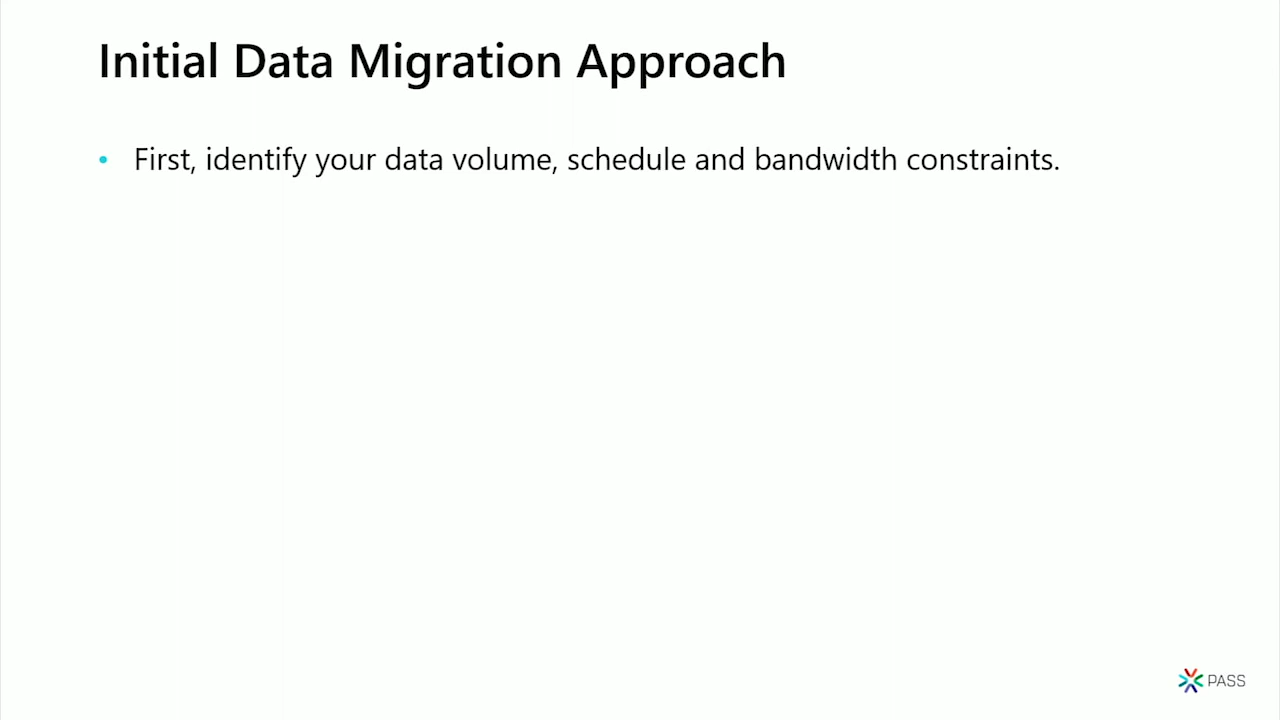 Initial Data Migration Approach
• First, identify your data volume, schedule and bandwidth constraints.
PASS